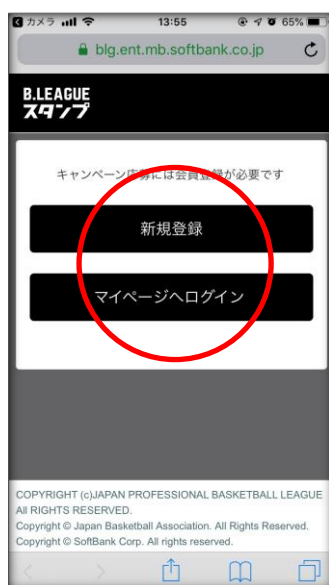 カメラ 13:55 65%
blg.ent.mb.softbank.co.jp
B.LEAGUE
スタンプ
キャンペーン応募には会員登録が必要です
新規登録
マイページへログイン
COPYRIGHT (c)JAPAN PROFESSIONAL BASKETBALL LEAGUE
All RIGHTS RESERVED.
Copyright © Japan Basketball Association. All Rights Reserved.
Copyright © SoftBank Corp. All rights reserved.